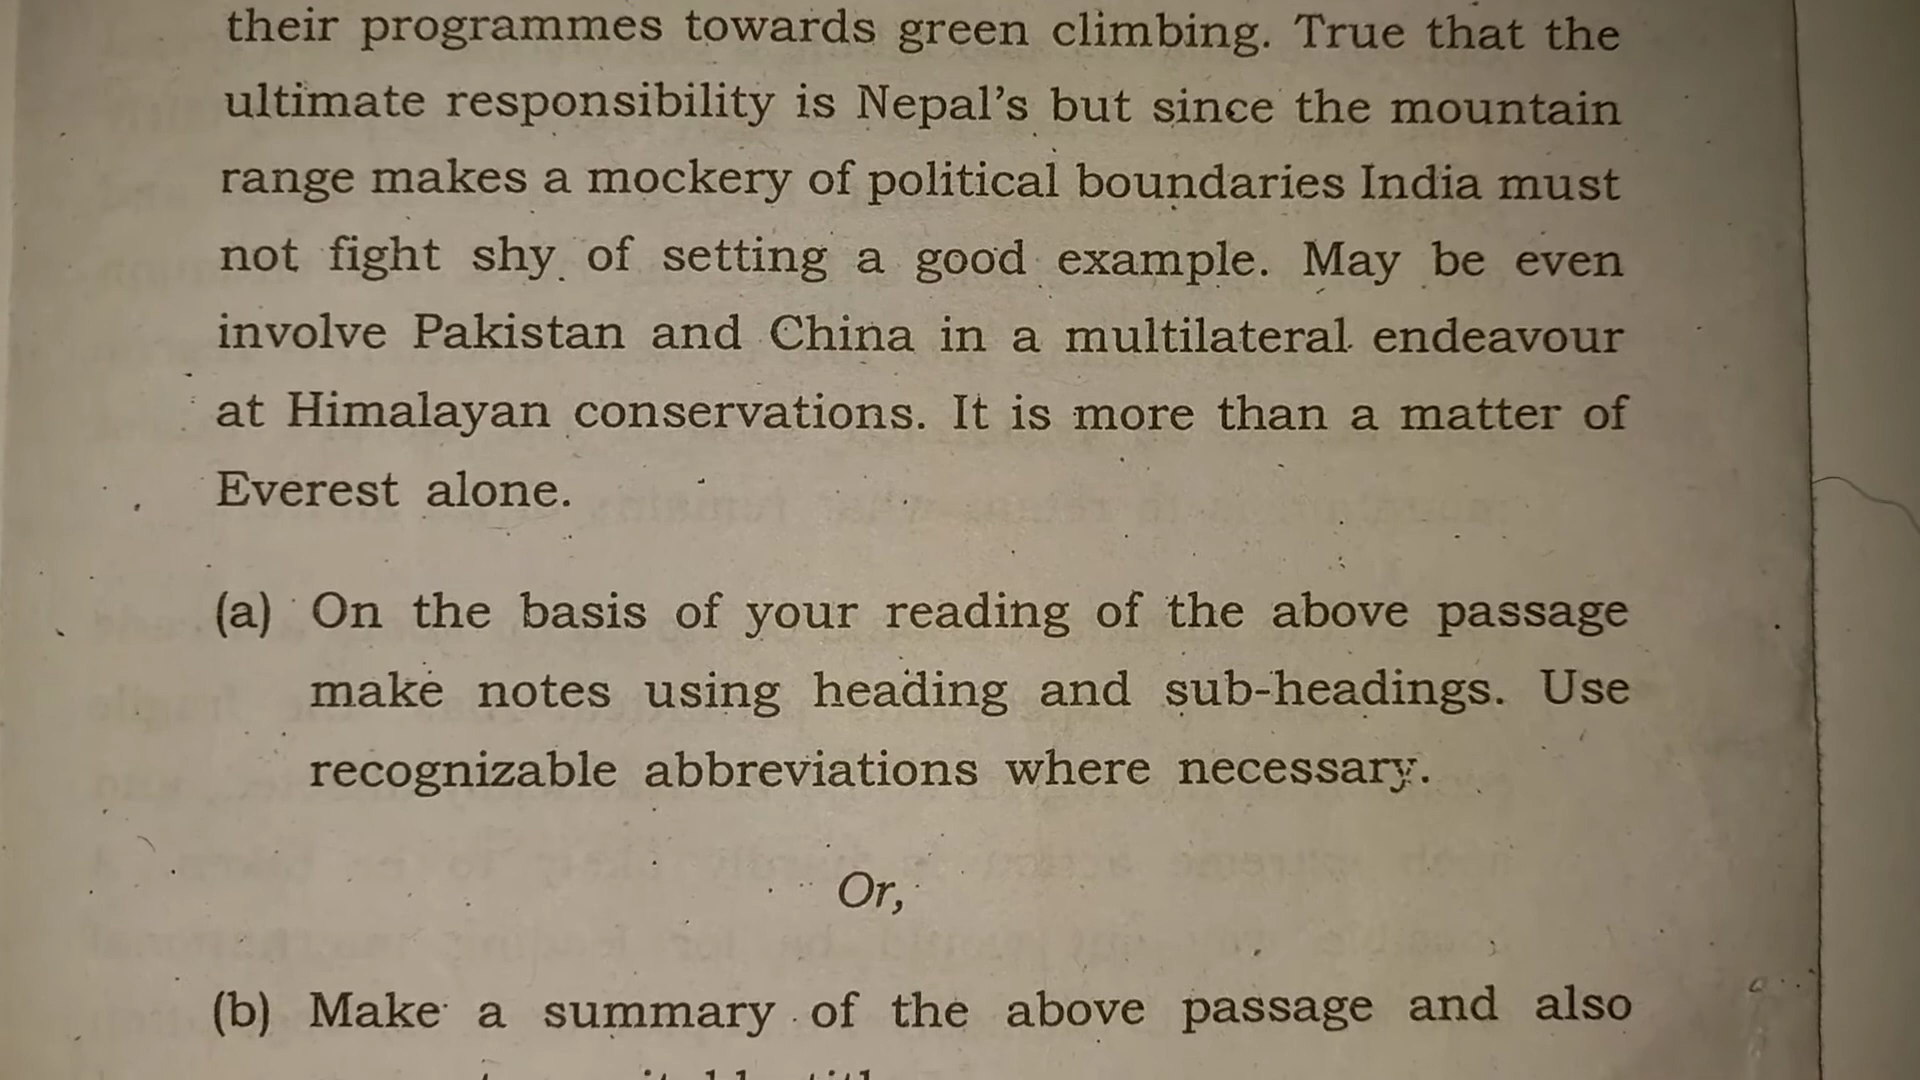 their programmes towards green climbing. True that the
ultimate responsibility is Nepal's but since the mountain
range makes a mockery of political boundaries India must
not fight shy of setting a good example. May be even
involve Pakistan and China in a multilateral endeavour
at Himalayan conservations. It is more than a matter of
Everest alone.
(a) On the basis of your reading of the above passage
make notes using heading and sub-headings. Use
recognizable abbreviations where necessary.
Or,
(b) Make a summary of the above passage and also